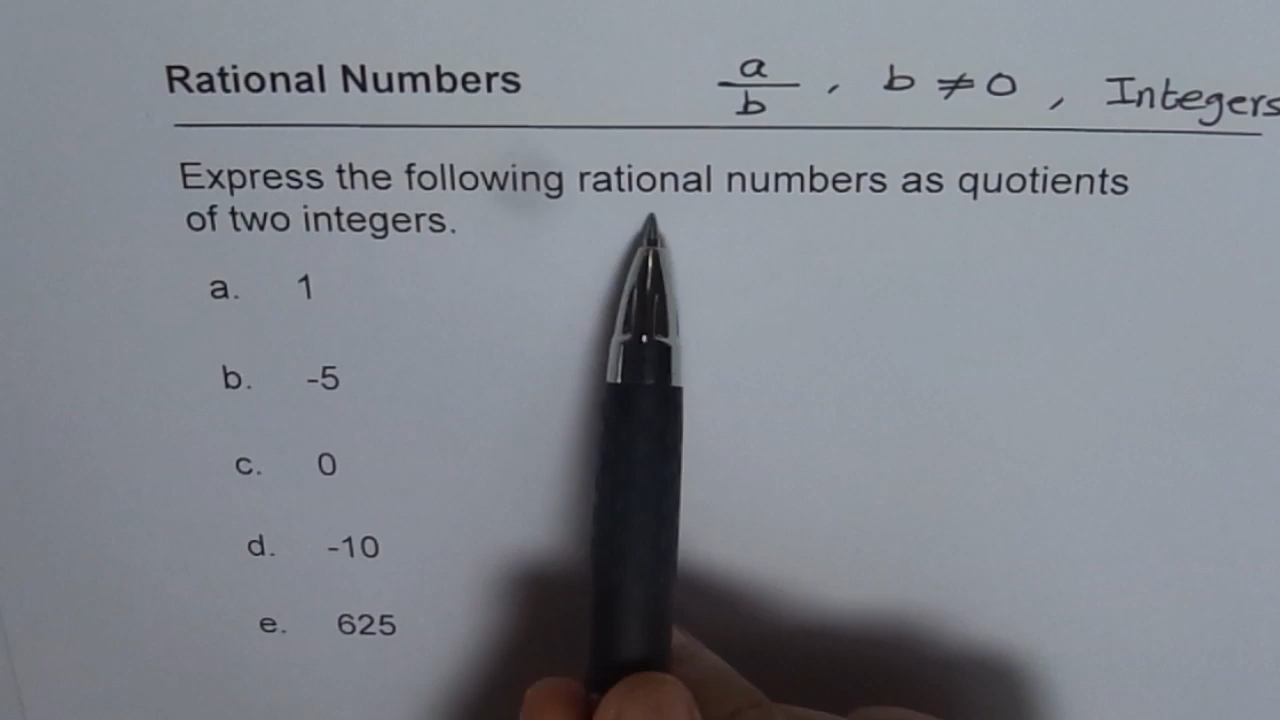 Rational Numbers a/b , b ≠ 0 , Integers
Express the following rational numbers as quotients
of two integers.
a. 1
b. -5
c. 0
d. -10
e. 625